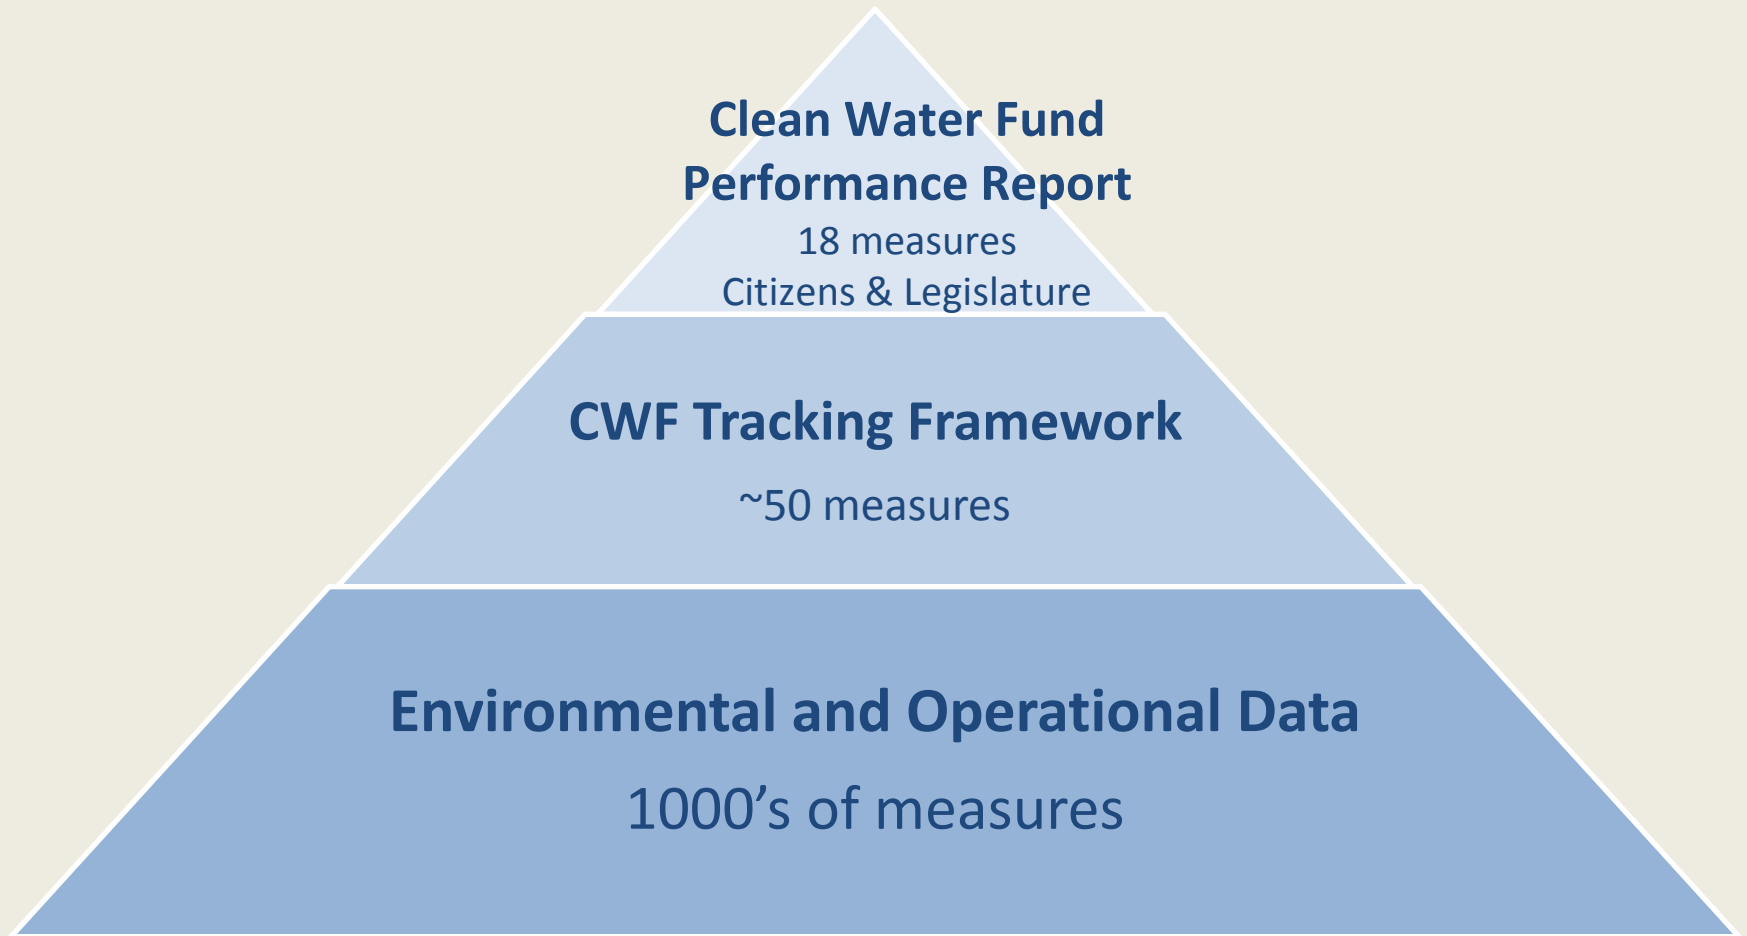 Clean Water Fund
Performance Report
18 measures
Citizens & Legislature
CWF Tracking Framework
~50 measures
Environmental and Operational Data
1000’s of measures